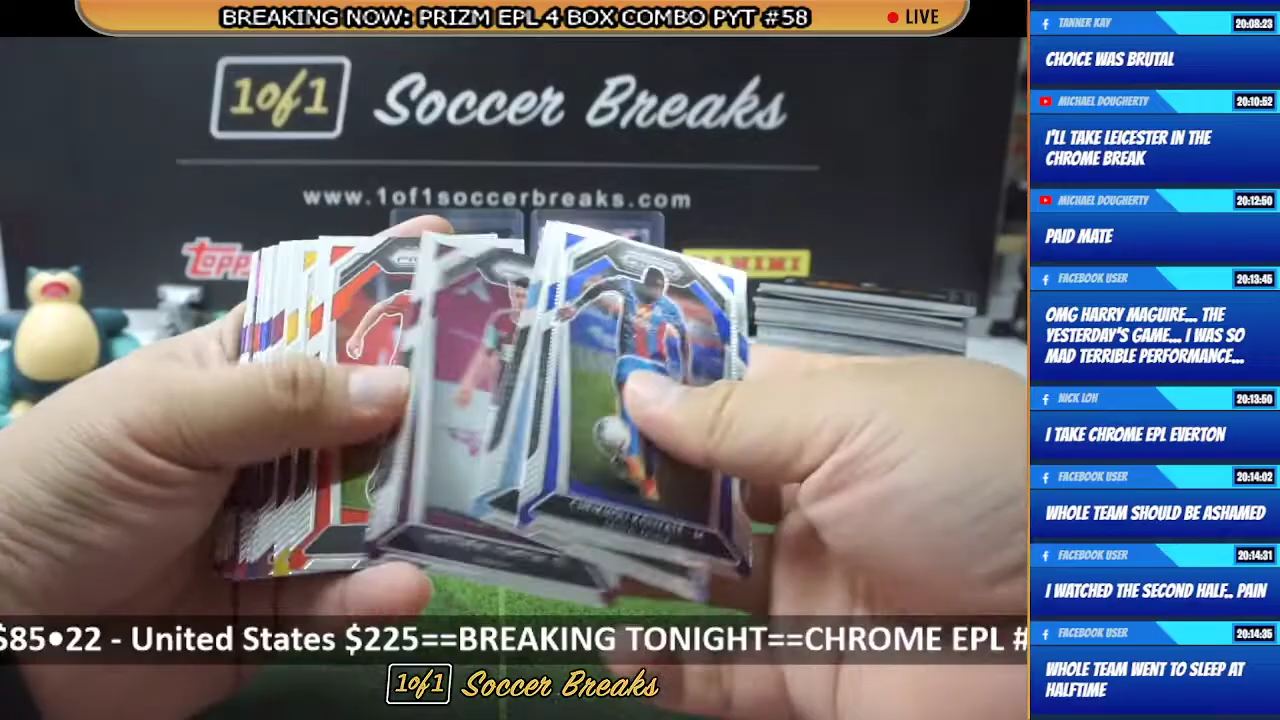 BREAKING NOW: PRIZM EPL 4 BOX COMBO PYT #58
LIVE
1of1 Soccer Breaks
www.1of1soccerbreaks.com
Topps
PANINI
$85•22 - United States $225==BREAKING TONIGHT==CHROME EPL #
1of1 Soccer Breaks
TANNER KAY 20:08:23
CHOICE WAS BRUTAL
MICHAEL DOUGHERTY 20:10:52
I'LL TAKE LEICESTER IN THE
CHROME BREAK
MICHAEL DOUGHERTY 20:12:50
PAID MATE
FACEBOOK USER 20:13:45
OMG HARRY MAGUIRE... THE
YESTERDAY'S GAME... I WAS SO
MAD TERRIBLE PERFORMANCE...
NICK LOH 20:13:50
I TAKE CHROME EPL EVERTON
FACEBOOK USER 20:14:02
WHOLE TEAM SHOULD BE ASHAMED
FACEBOOK USER 20:14:31
I WATCHED THE SECOND HALF.. PAIN
FACEBOOK USER 20:14:35
WHOLE TEAM WENT TO SLEEP AT
HALFTIME